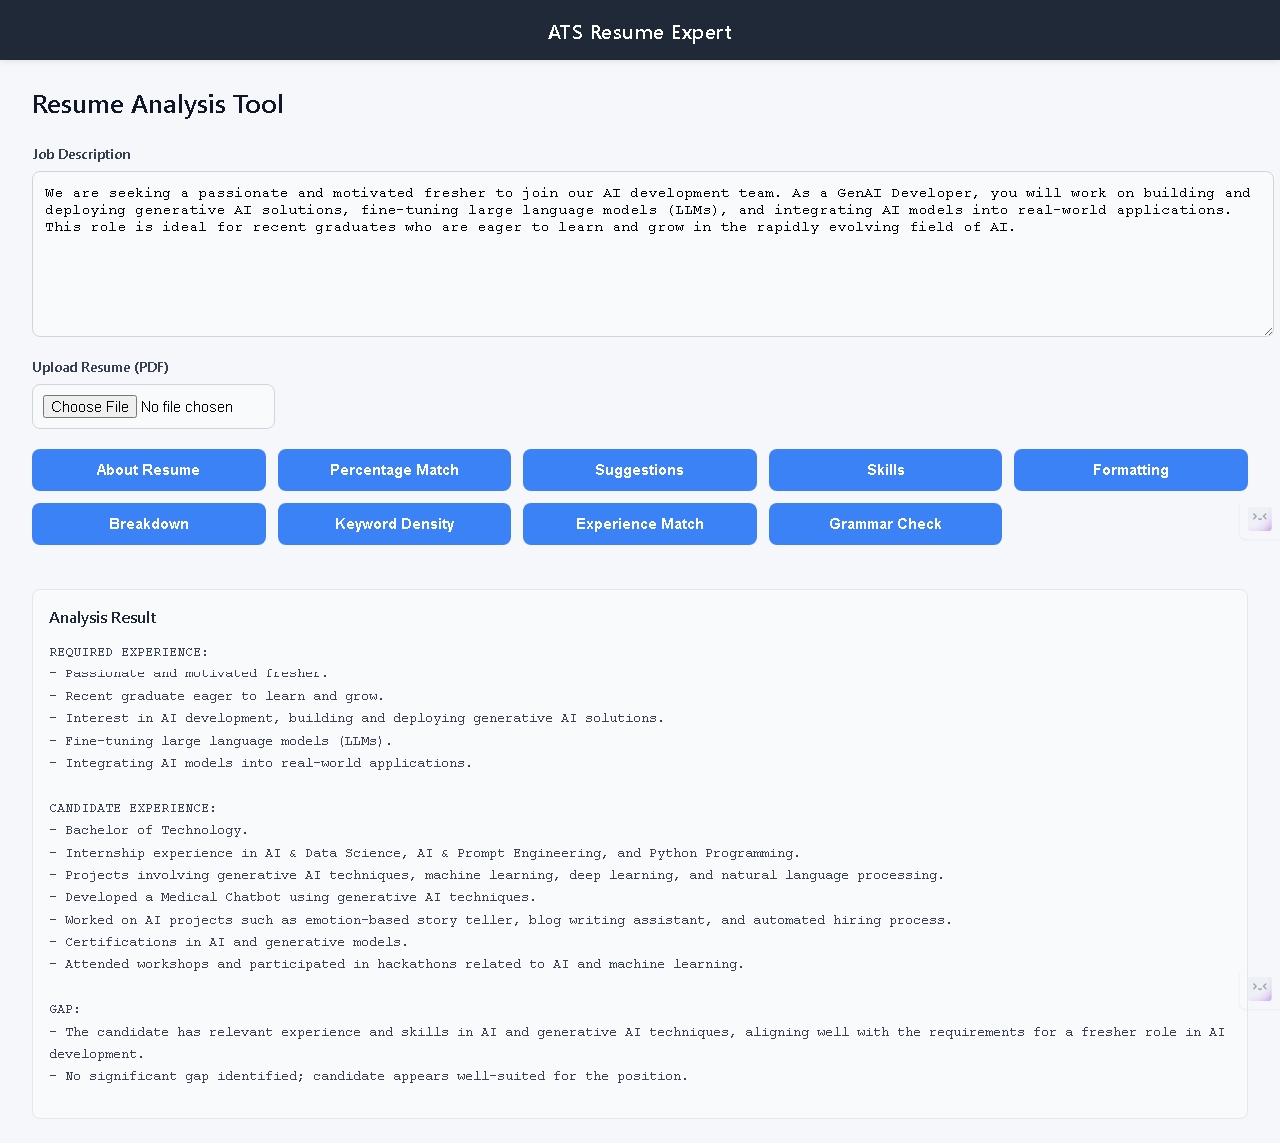 ATS Resume Expert
Resume Analysis Tool
Job Description
We are seeking a passionate and motivated fresher to join our AI development team. As a GenAI Developer, you will work on building and
deploying generative AI solutions, fine-tuning large language models (LLMs), and integrating AI models into real-world applications.
This role is ideal for recent graduates who are eager to learn and grow in the rapidly evolving field of AI.
Upload Resume (PDF)
Choose File No file chosen
About Resume Percentage Match Suggestions Skills Formatting
Breakdown Keyword Density Experience Match Grammar Check
Analysis Result
REQUIRED EXPERIENCE:
- Passionate and motivated fresher.
- Recent graduate eager to learn and grow.
- Interest in AI development, building and deploying generative AI solutions.
- Fine-tuning large language models (LLMs).
- Integrating AI models into real-world applications.
CANDIDATE EXPERIENCE:
- Bachelor of Technology.
- Internship experience in AI & Data Science, AI & Prompt Engineering, and Python Programming.
- Projects involving generative AI techniques, machine learning, deep learning, and natural language processing.
- Developed a Medical Chatbot using generative AI techniques.
- Worked on AI projects such as emotion-based story teller, blog writing assistant, and automated hiring process.
- Certifications in AI and generative models.
- Attended workshops and participated in hackathons related to AI and machine learning.
GAP:
- The candidate has relevant experience and skills in AI and generative AI techniques, aligning well with the requirements for a fresher role in AI
development.
- No significant gap identified; candidate appears well-suited for the position.